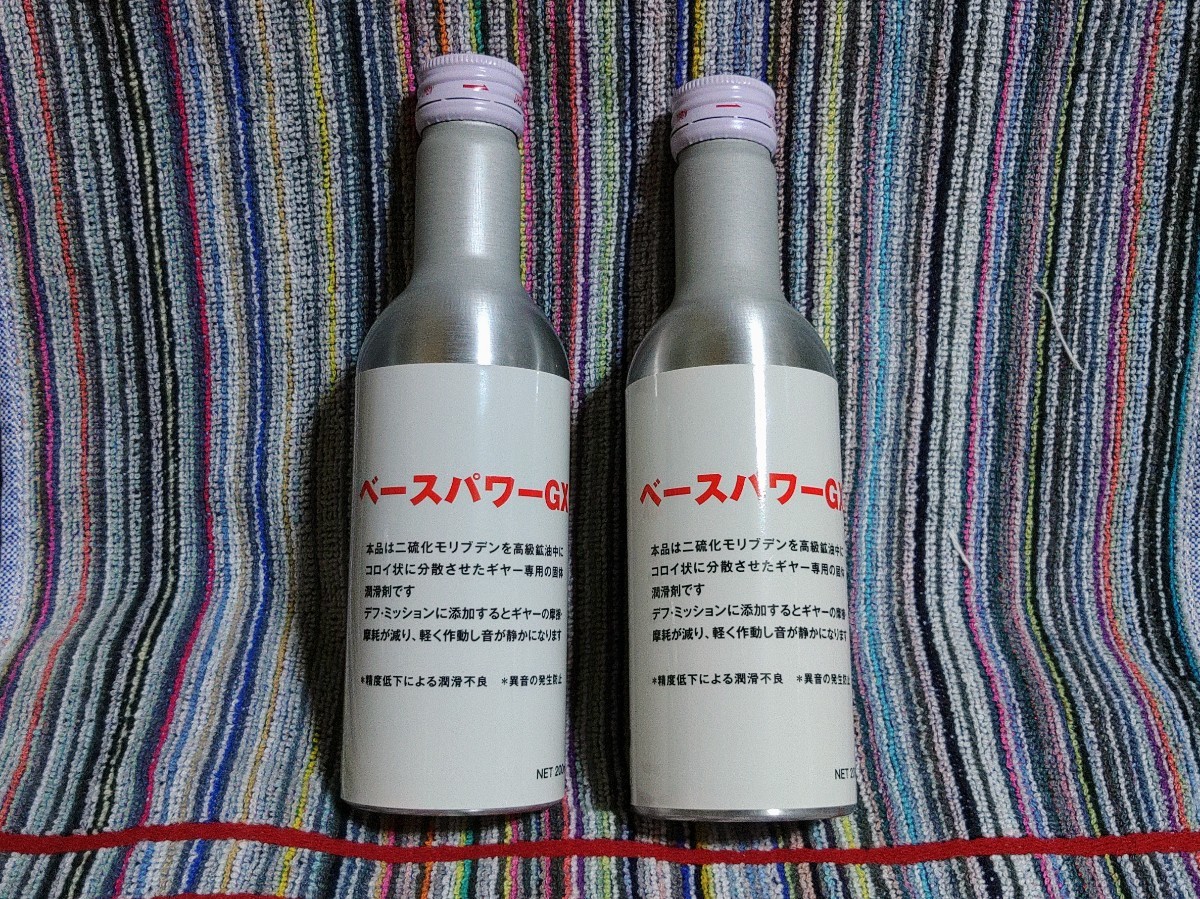 ベースパワーGX
本品は二硫化モリブデンを高級鉱油中に
コロイ状に分散させたギヤー専用の固体
潤滑剤です
デフ・ミッションに添加するとギヤーの摩擦・
摩耗が減り、軽く作動し音が静かになります
*精度低下による潤滑不良 *異音の発生防止
NET 200m
ベースパワーGX
本品は二硫化モリブデンを高級鉱油中に
コロイ状に分散させたギヤー専用の固体
潤滑剤です
デフ・ミッションに添加するとギヤーの摩擦・
摩耗が減り、軽く作動し音が静かになります
*精度低下による潤滑不良 *異音の発生防止
NET 20